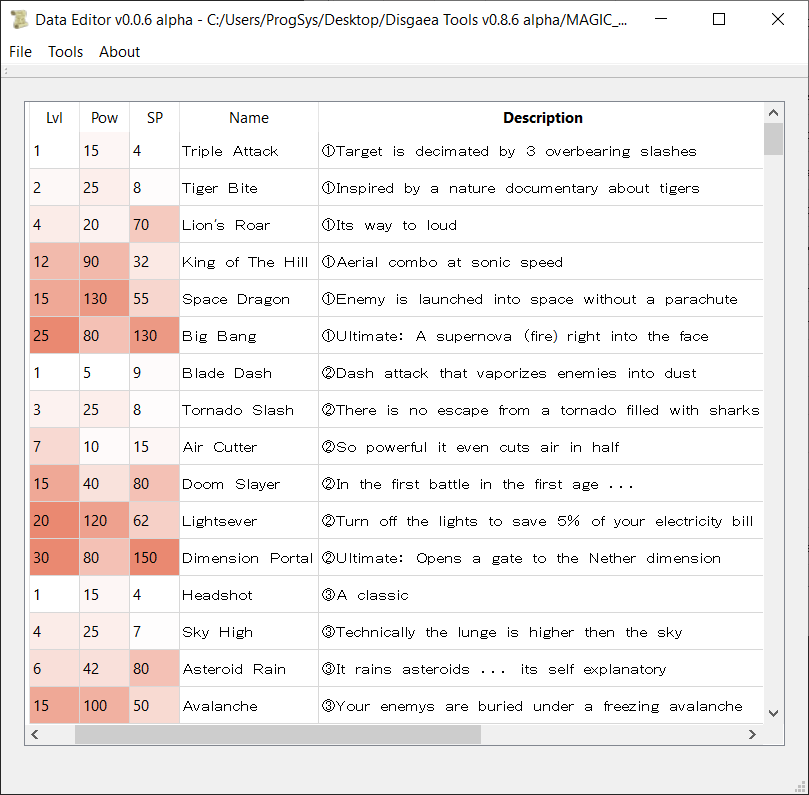 Data Editor v0.0.6 alpha - C:/Users/ProgSys/Desktop/Disgaea Tools v0.8.6 alpha/MAGIC_...
File Tools About
Lvl Pow SP Name Description
1 15 4 Triple Attack ①Target is decimated by 3 overbearing slashes
2 25 8 Tiger Bite ①Inspired by a nature documentary about tigers
4 20 70 Lion's Roar ①Its way to loud
12 90 32 King of The Hill ①Aerial combo at sonic speed
15 130 55 Space Dragon ①Enemy is launched into space without a parachute
25 80 130 Big Bang ①Ultimate: A supernova (fire) right into the face
1 5 9 Blade Dash ②Dash attack that vaporizes enemies into dust
3 25 8 Tornado Slash ②There is no escape from a tornado filled with sharks
7 10 15 Air Cutter ②So powerful it even cuts air in half
15 40 80 Doom Slayer ②In the first battle in the first age ...
20 120 62 Lightsever ②Turn off the lights to save 5% of your electricity bill
30 80 150 Dimension Portal ②Ultimate: Opens a gate to the Nether dimension
1 15 4 Headshot ③A classic
4 25 7 Sky High ③Technically the lunge is higher then the sky
6 42 80 Asteroid Rain ③It rains asteroids ... its self explanatory
15 100 50 Avalanche ③Your enemys are buried under a freezing avalanche